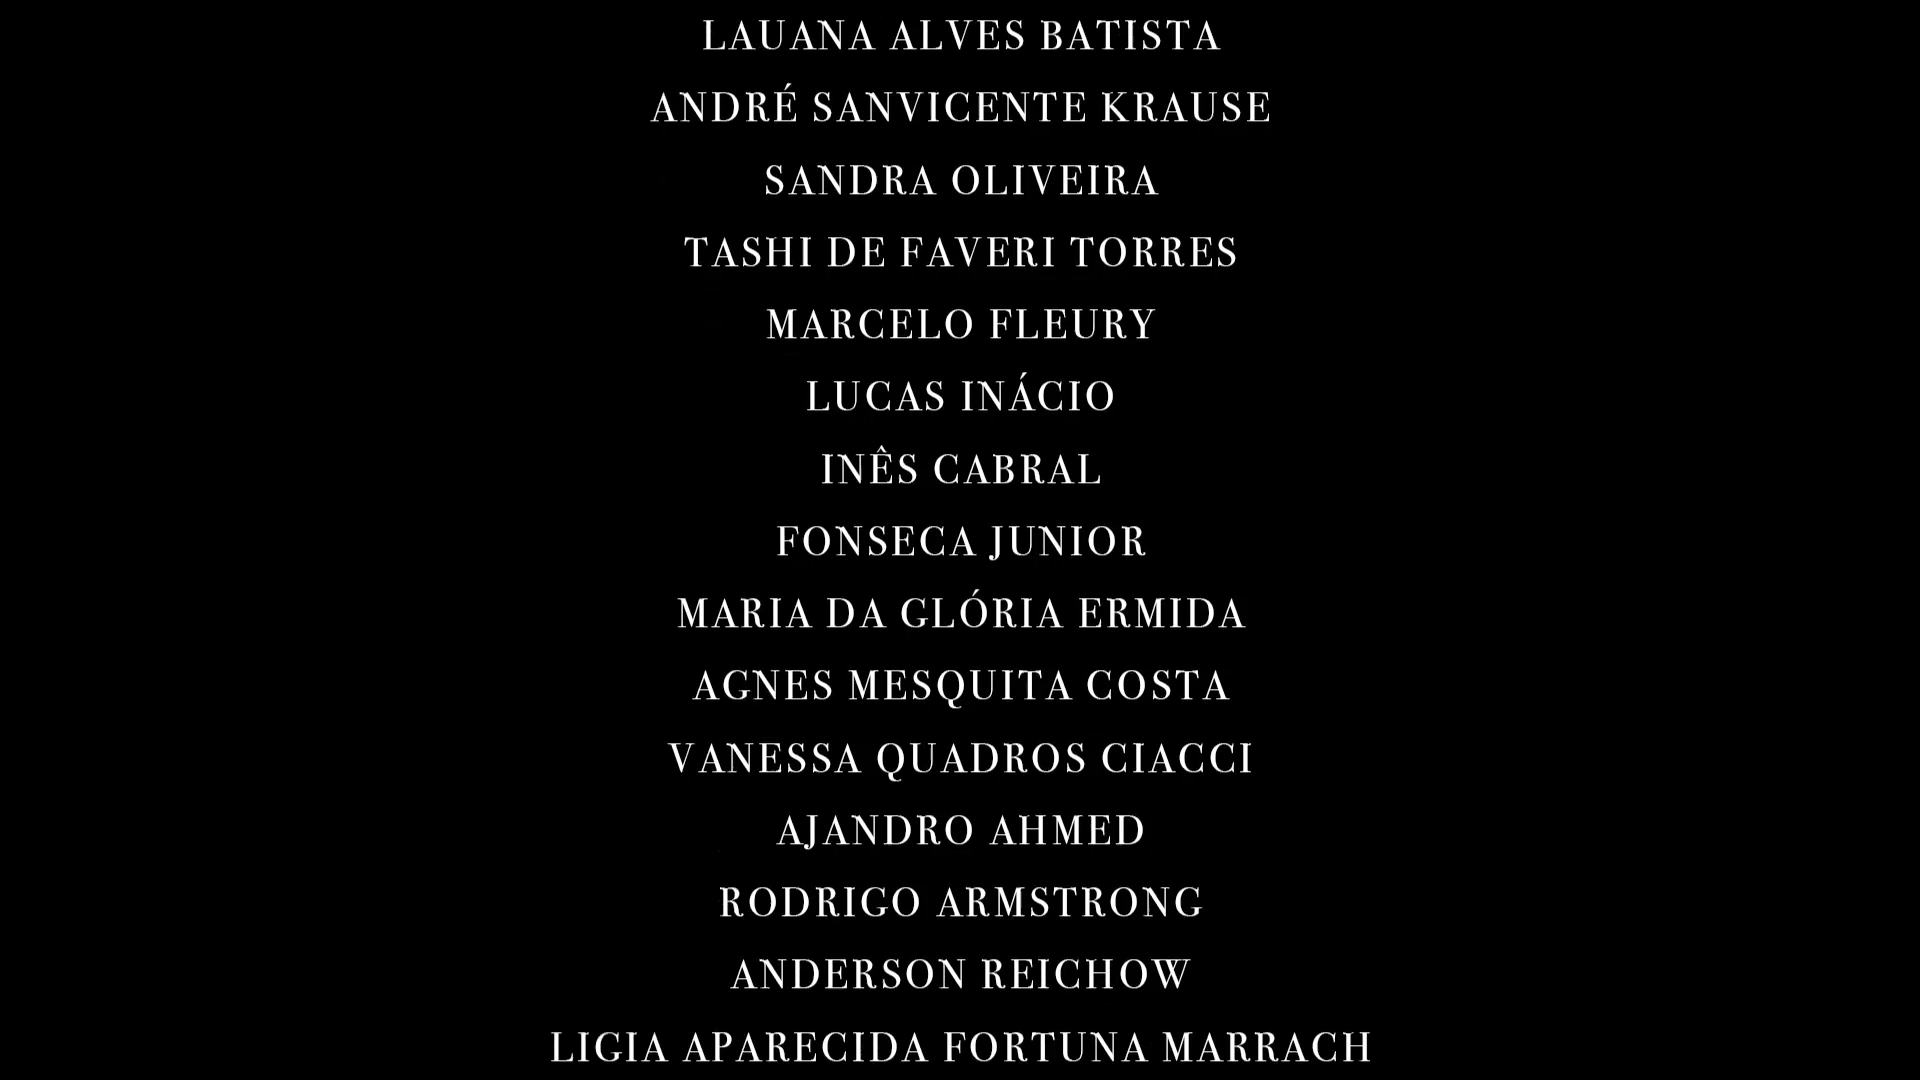 LAUANA ALVES BATISTA
ANDRÉ SANVICENTE KRAUSE
SANDRA OLIVEIRA
TASHI DE FAVERI TORRES
MARCELO FLEURY
LUCAS INÁCIO
INÊS CABRAL
FONSECA JUNIOR
MARIA DA GLÓRIA ERMIDA
AGNES MESQUITA COSTA
VANESSA QUADROS CIACCI
AJANDRO AHMED
RODRIGO ARMSTRONG
ANDERSON REICHOW
LIGIA APARECIDA FORTUNA MARRACH